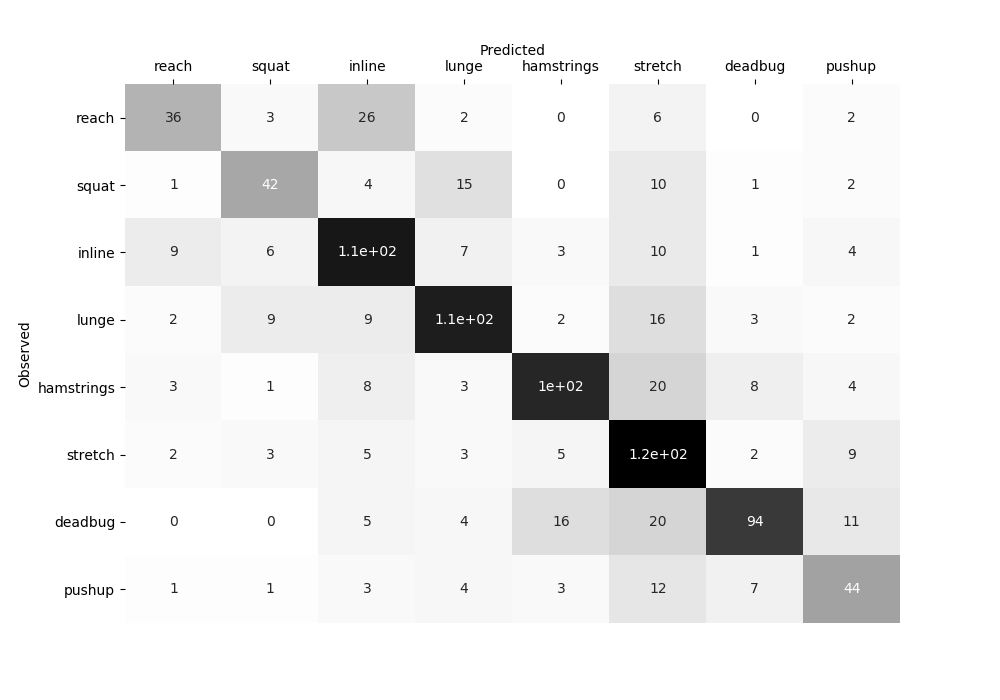 Predicted
reach squat inline lunge hamstrings stretch deadbug pushup
Observed
reach 36 3 26 2 0 6 0 2
squat 1 42 4 15 0 10 1 2
inline 9 6 1.1e+02 7 3 10 1 4
lunge 2 9 9 1.1e+02 2 16 3 2
hamstrings 3 1 8 3 1e+02 20 8 4
stretch 2 3 5 3 5 1.2e+02 2 9
deadbug 0 0 5 4 16 20 94 11
pushup 1 1 3 4 3 12 7 44